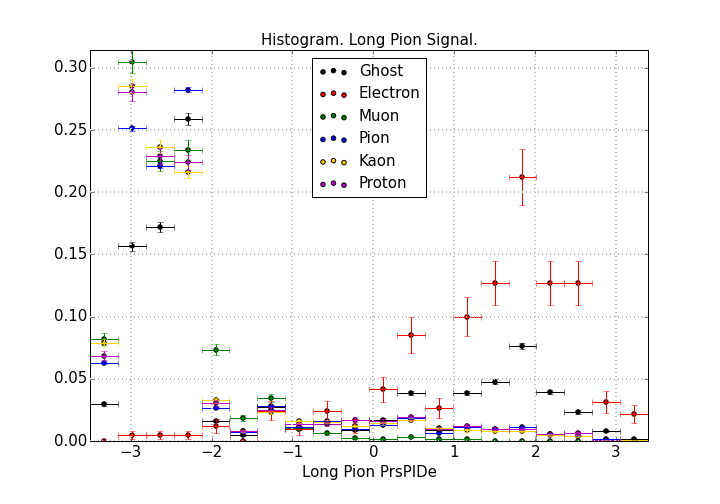 Histogram. Long Pion Signal.
0.30
0.25
0.20
0.15
0.10
0.05
0.00
Ghost
Electron
Muon
Pion
Kaon
Proton
−3 −2 −1 0 1 2 3
Long Pion PrsPIDe